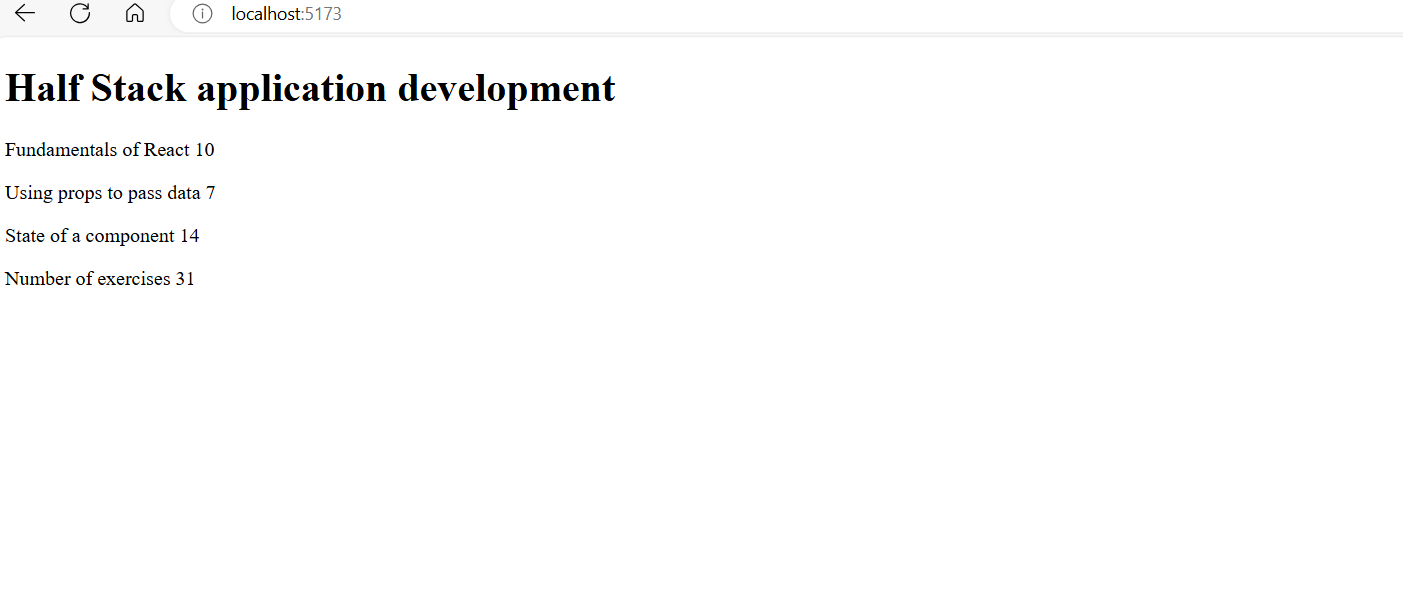 localhost:5173
Half Stack application development
Fundamentals of React 10
Using props to pass data 7
State of a component 14
Number of exercises 31